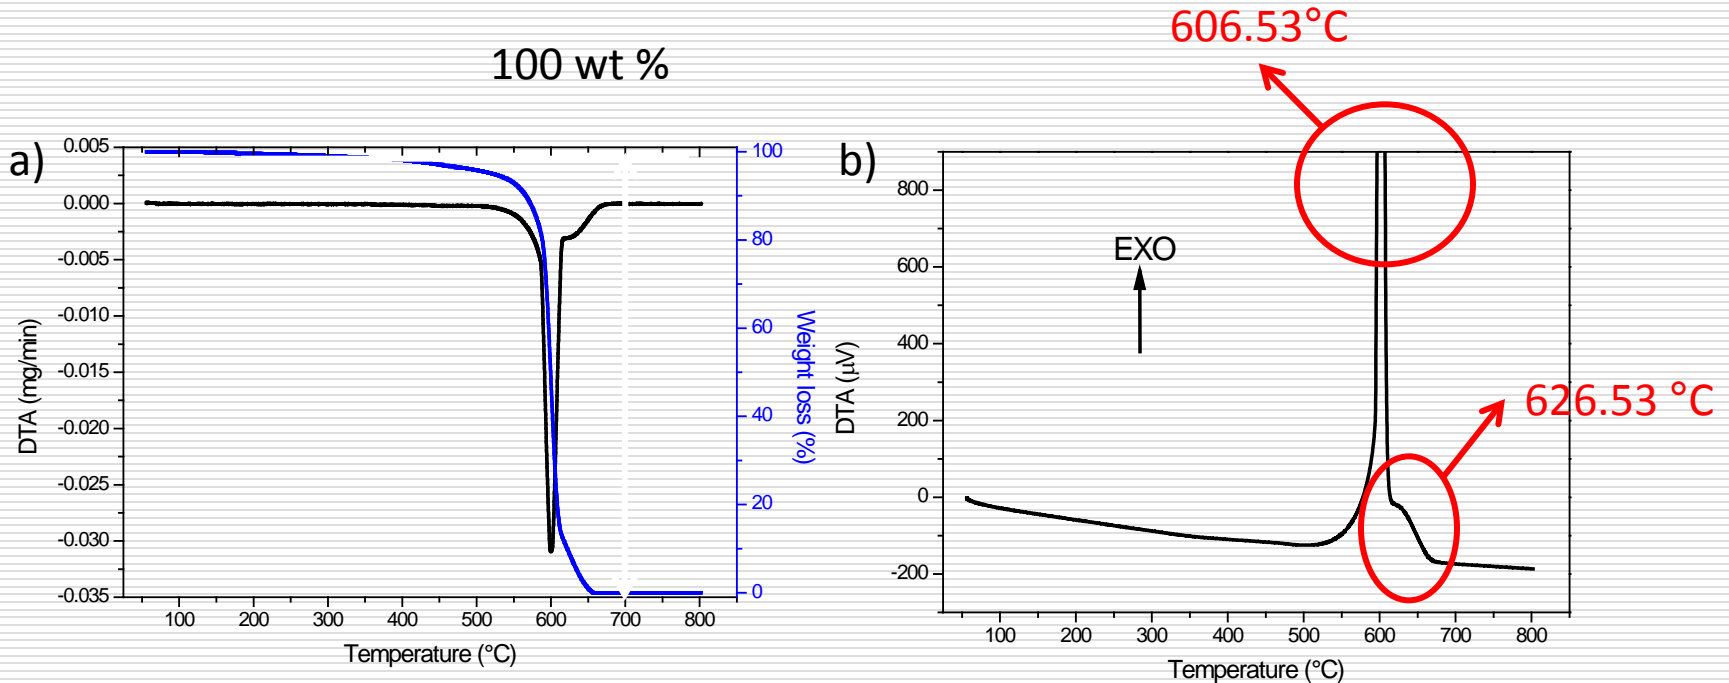 606.53°C
100 wt %
a)
0.005
0.000
-0.005
-0.010
-0.015
-0.020
-0.025
-0.030
-0.035
DTA (mg/min)
100
80
60
40
20
0
Weight loss (%)
100 200 300 400 500 600 700 800
Temperature (°C)
b)
800
600
400
200
0
-200
DTA (µV)
EXO
626.53 °C
100 200 300 400 500 600 700 800
Temperature (°C)